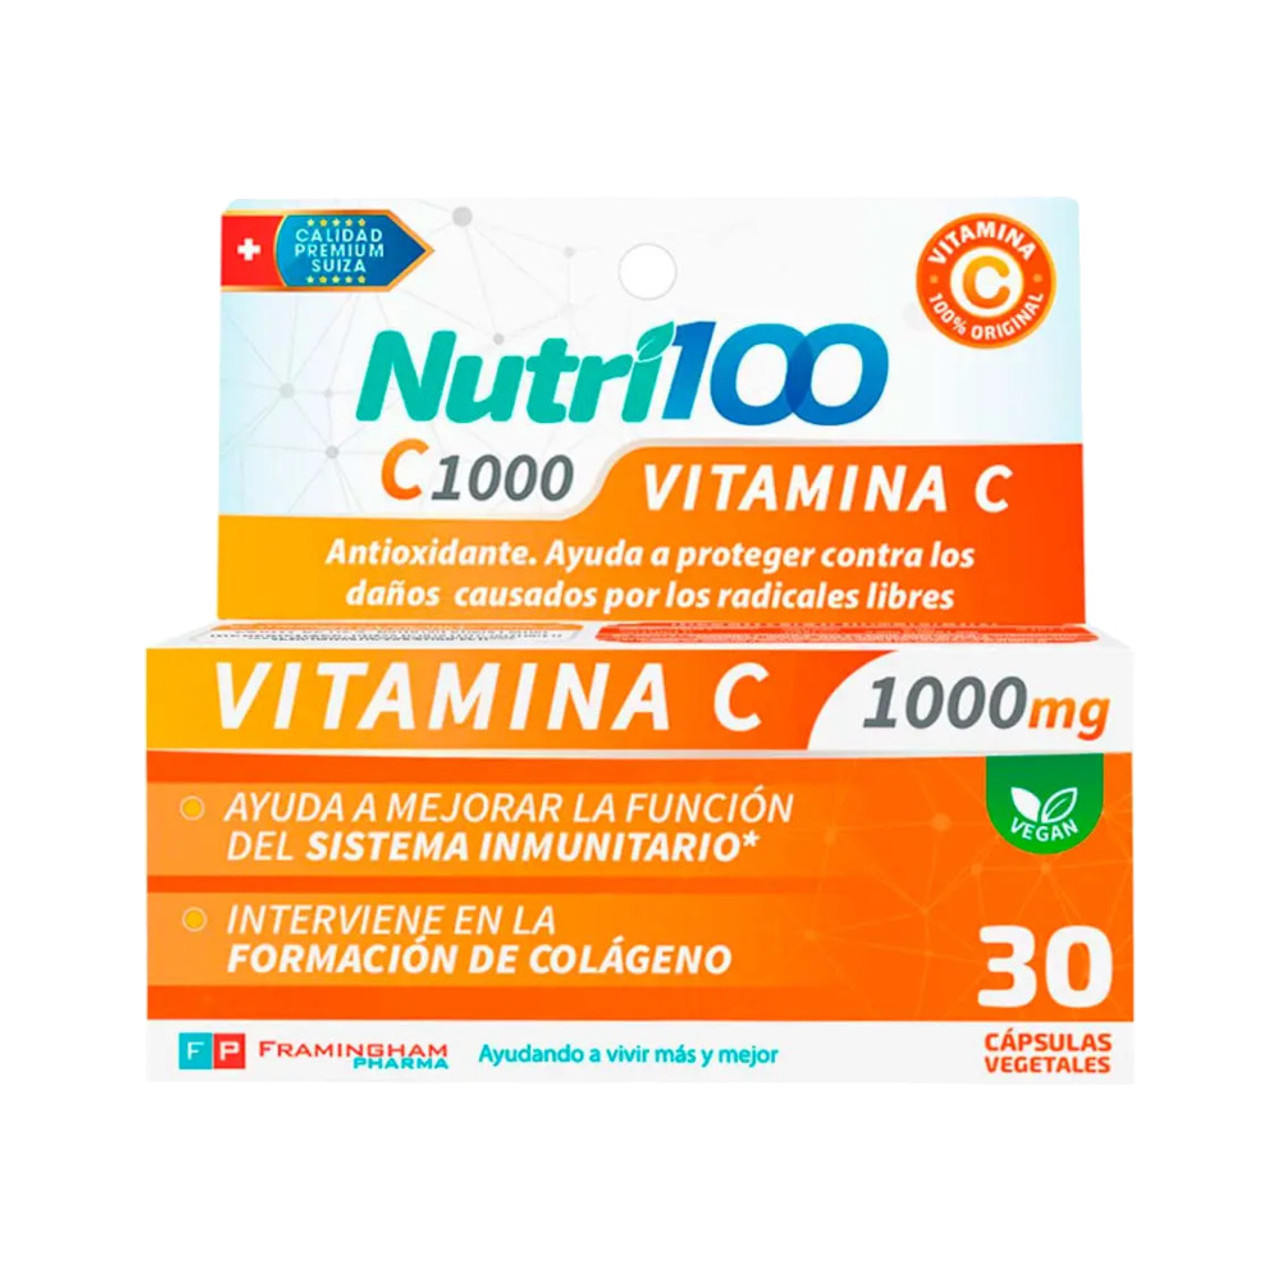 CALIDAD
PREMIUM
SUIZA
VITAMINA
C
100% ORIGINAL
Nutri100
C1000
VITAMINA C
Antioxidante. Ayuda a proteger contra los
daños causados por los radicales libres
VITAMINA C
1000mg
AYUDA A MEJORAR LA FUNCIÓN
DEL SISTEMA INMUNITARIO*
VEGAN
INTERVIENE EN LA
FORMACIÓN DE COLÁGENO
30
CÁPSULAS
VEGETALES
FP FRAMINGHAM
PHARMA
Ayudando a vivir más y mejor